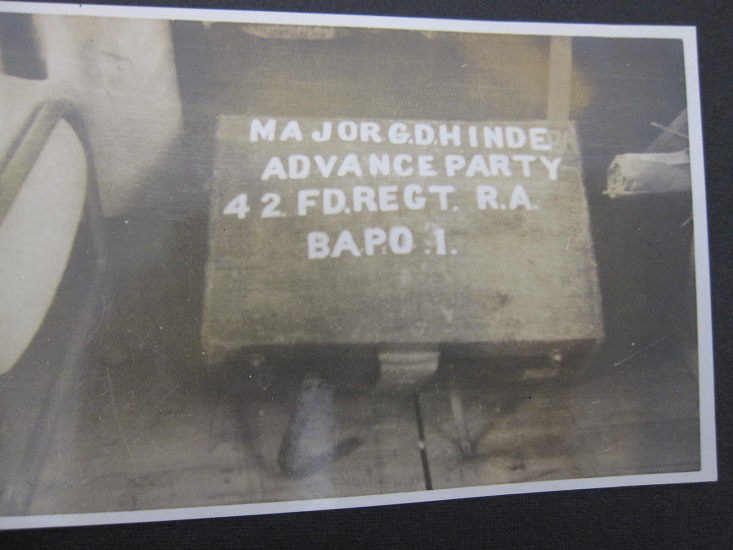 MAJOR G.D. HINDE
ADVANCE PARTY
42 FD. REGT. R.A.
B.A.P.O. 1.